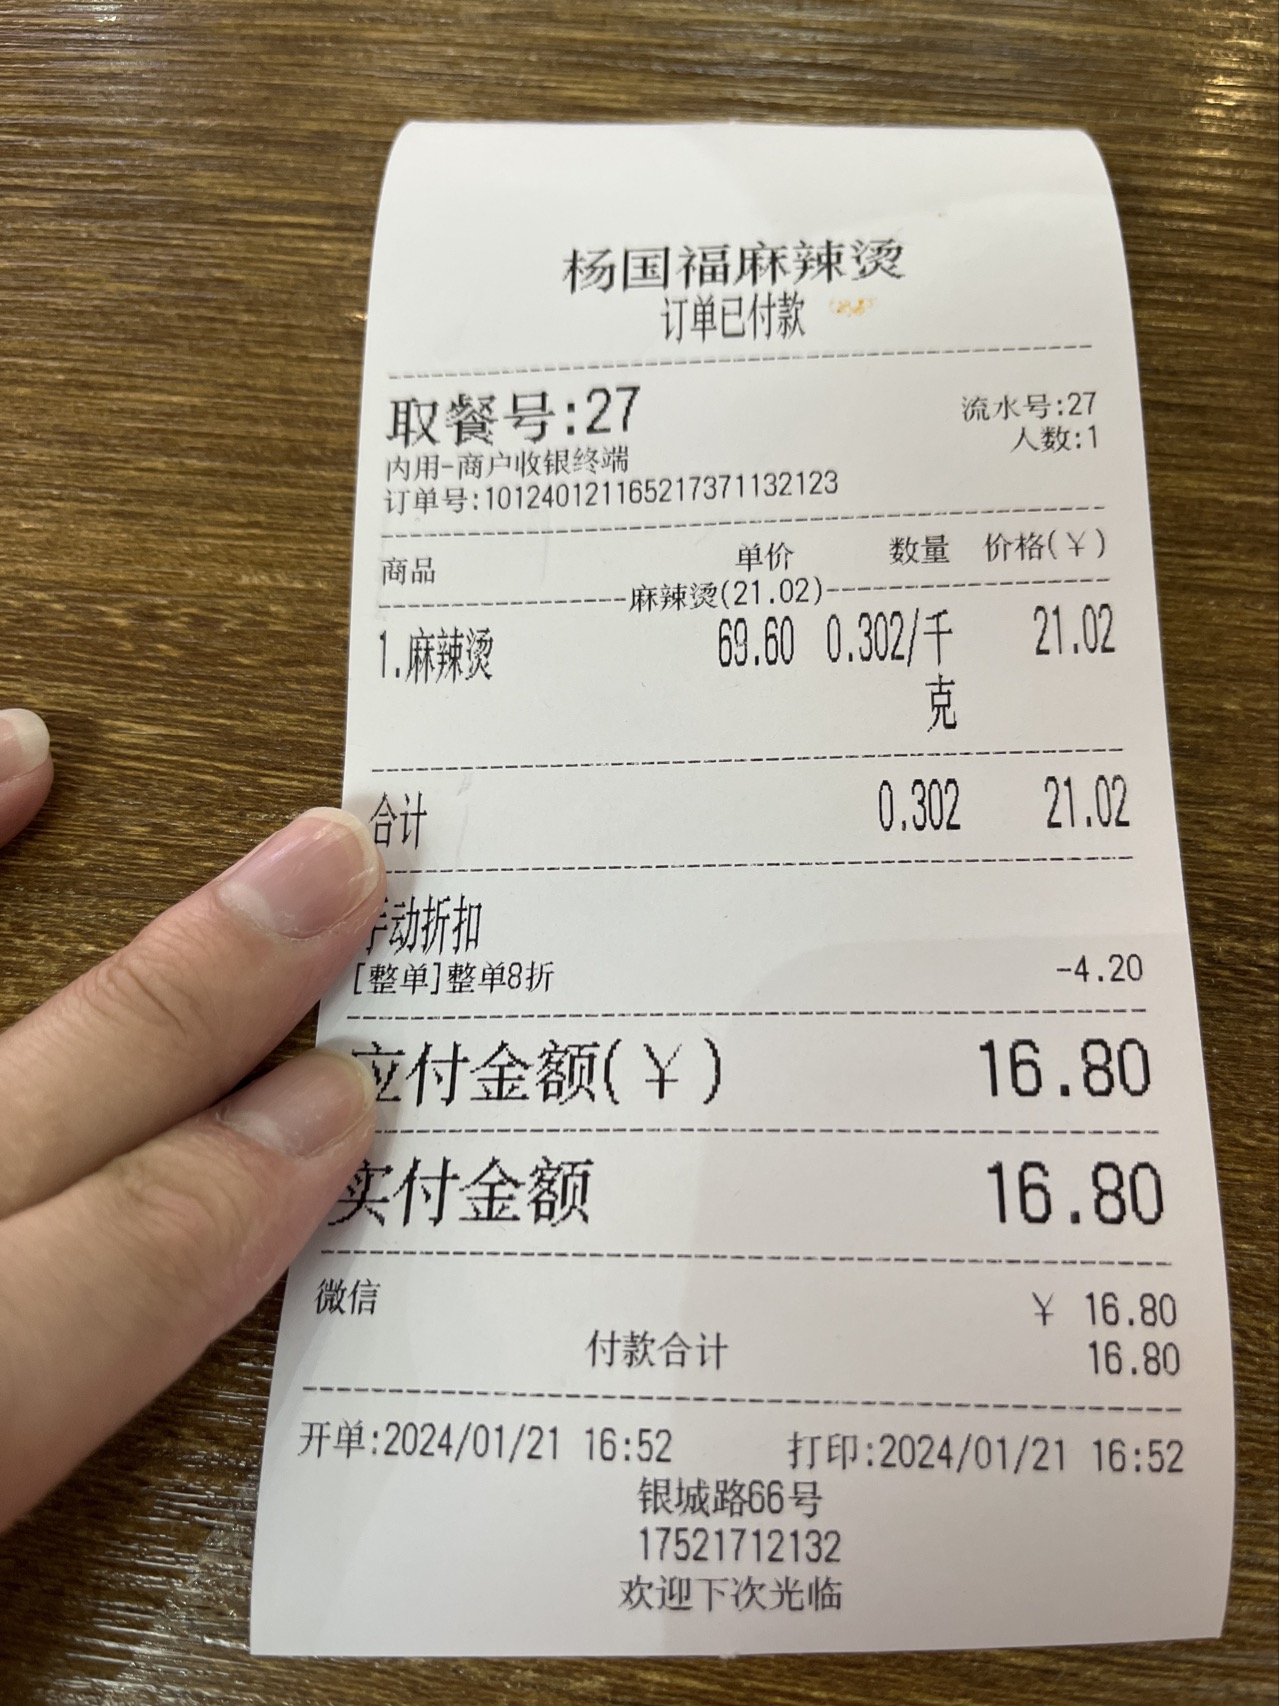 杨国福麻辣烫
订单已付款
取餐号:27
流水号:27
人数:1
内用-商户收银终端
订单号:101240121165217371132123
商品 单价 数量 价格(¥)
麻辣烫(21.02)
1.麻辣烫 69.60 0.302/千克 21.02
合计 0.302 21.02
手动折扣
[整单]整单8折 -4.20
应付金额(¥) 16.80
实付金额 16.80
微信 ¥ 16.80
付款合计 16.80
开单:2024/01/21 16:52 打印:2024/01/21 16:52
银城路66号
17521712132
欢迎下次光临